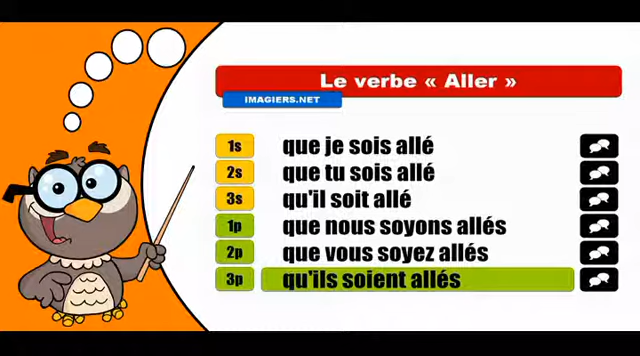 Le verbe « Aller »
IMAGIERS.NET
1s que je sois allé
2s que tu sois allé
3s qu'il soit allé
1p que nous soyons allés
2p que vous soyez allés
3p qu'ils soient allés